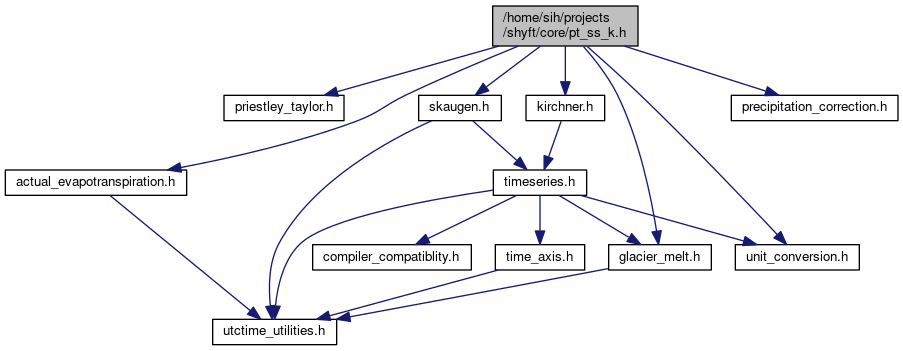 /home/sih/projects
/shyft/core/pt_ss_k.h
priestley_taylor.h
skaugen.h
kirchner.h
precipitation_correction.h
actual_evapotranspiration.h
timeseries.h
compiler_compatiblity.h
time_axis.h
glacier_melt.h
unit_conversion.h
utctime_utilities.h